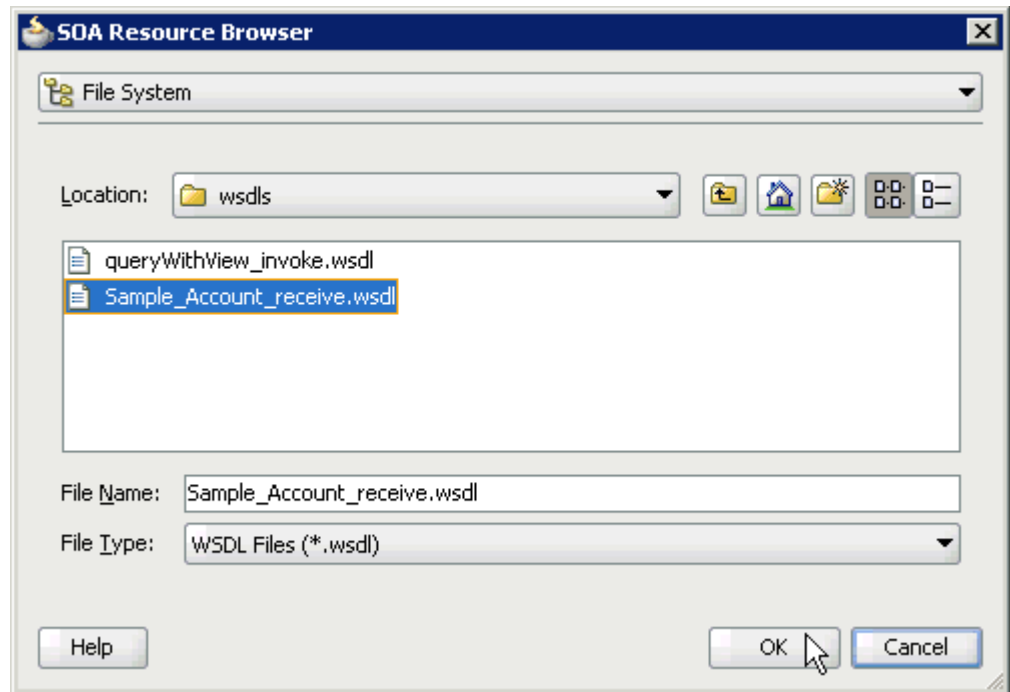 SOA Resource Browser
File System
Location: wsdls
queryWithView_invoke.wsdl
Sample_Account_receive.wsdl
File Name: Sample_Account_receive.wsdl
File Type: WSDL Files (*.wsdl)
Help OK Cancel